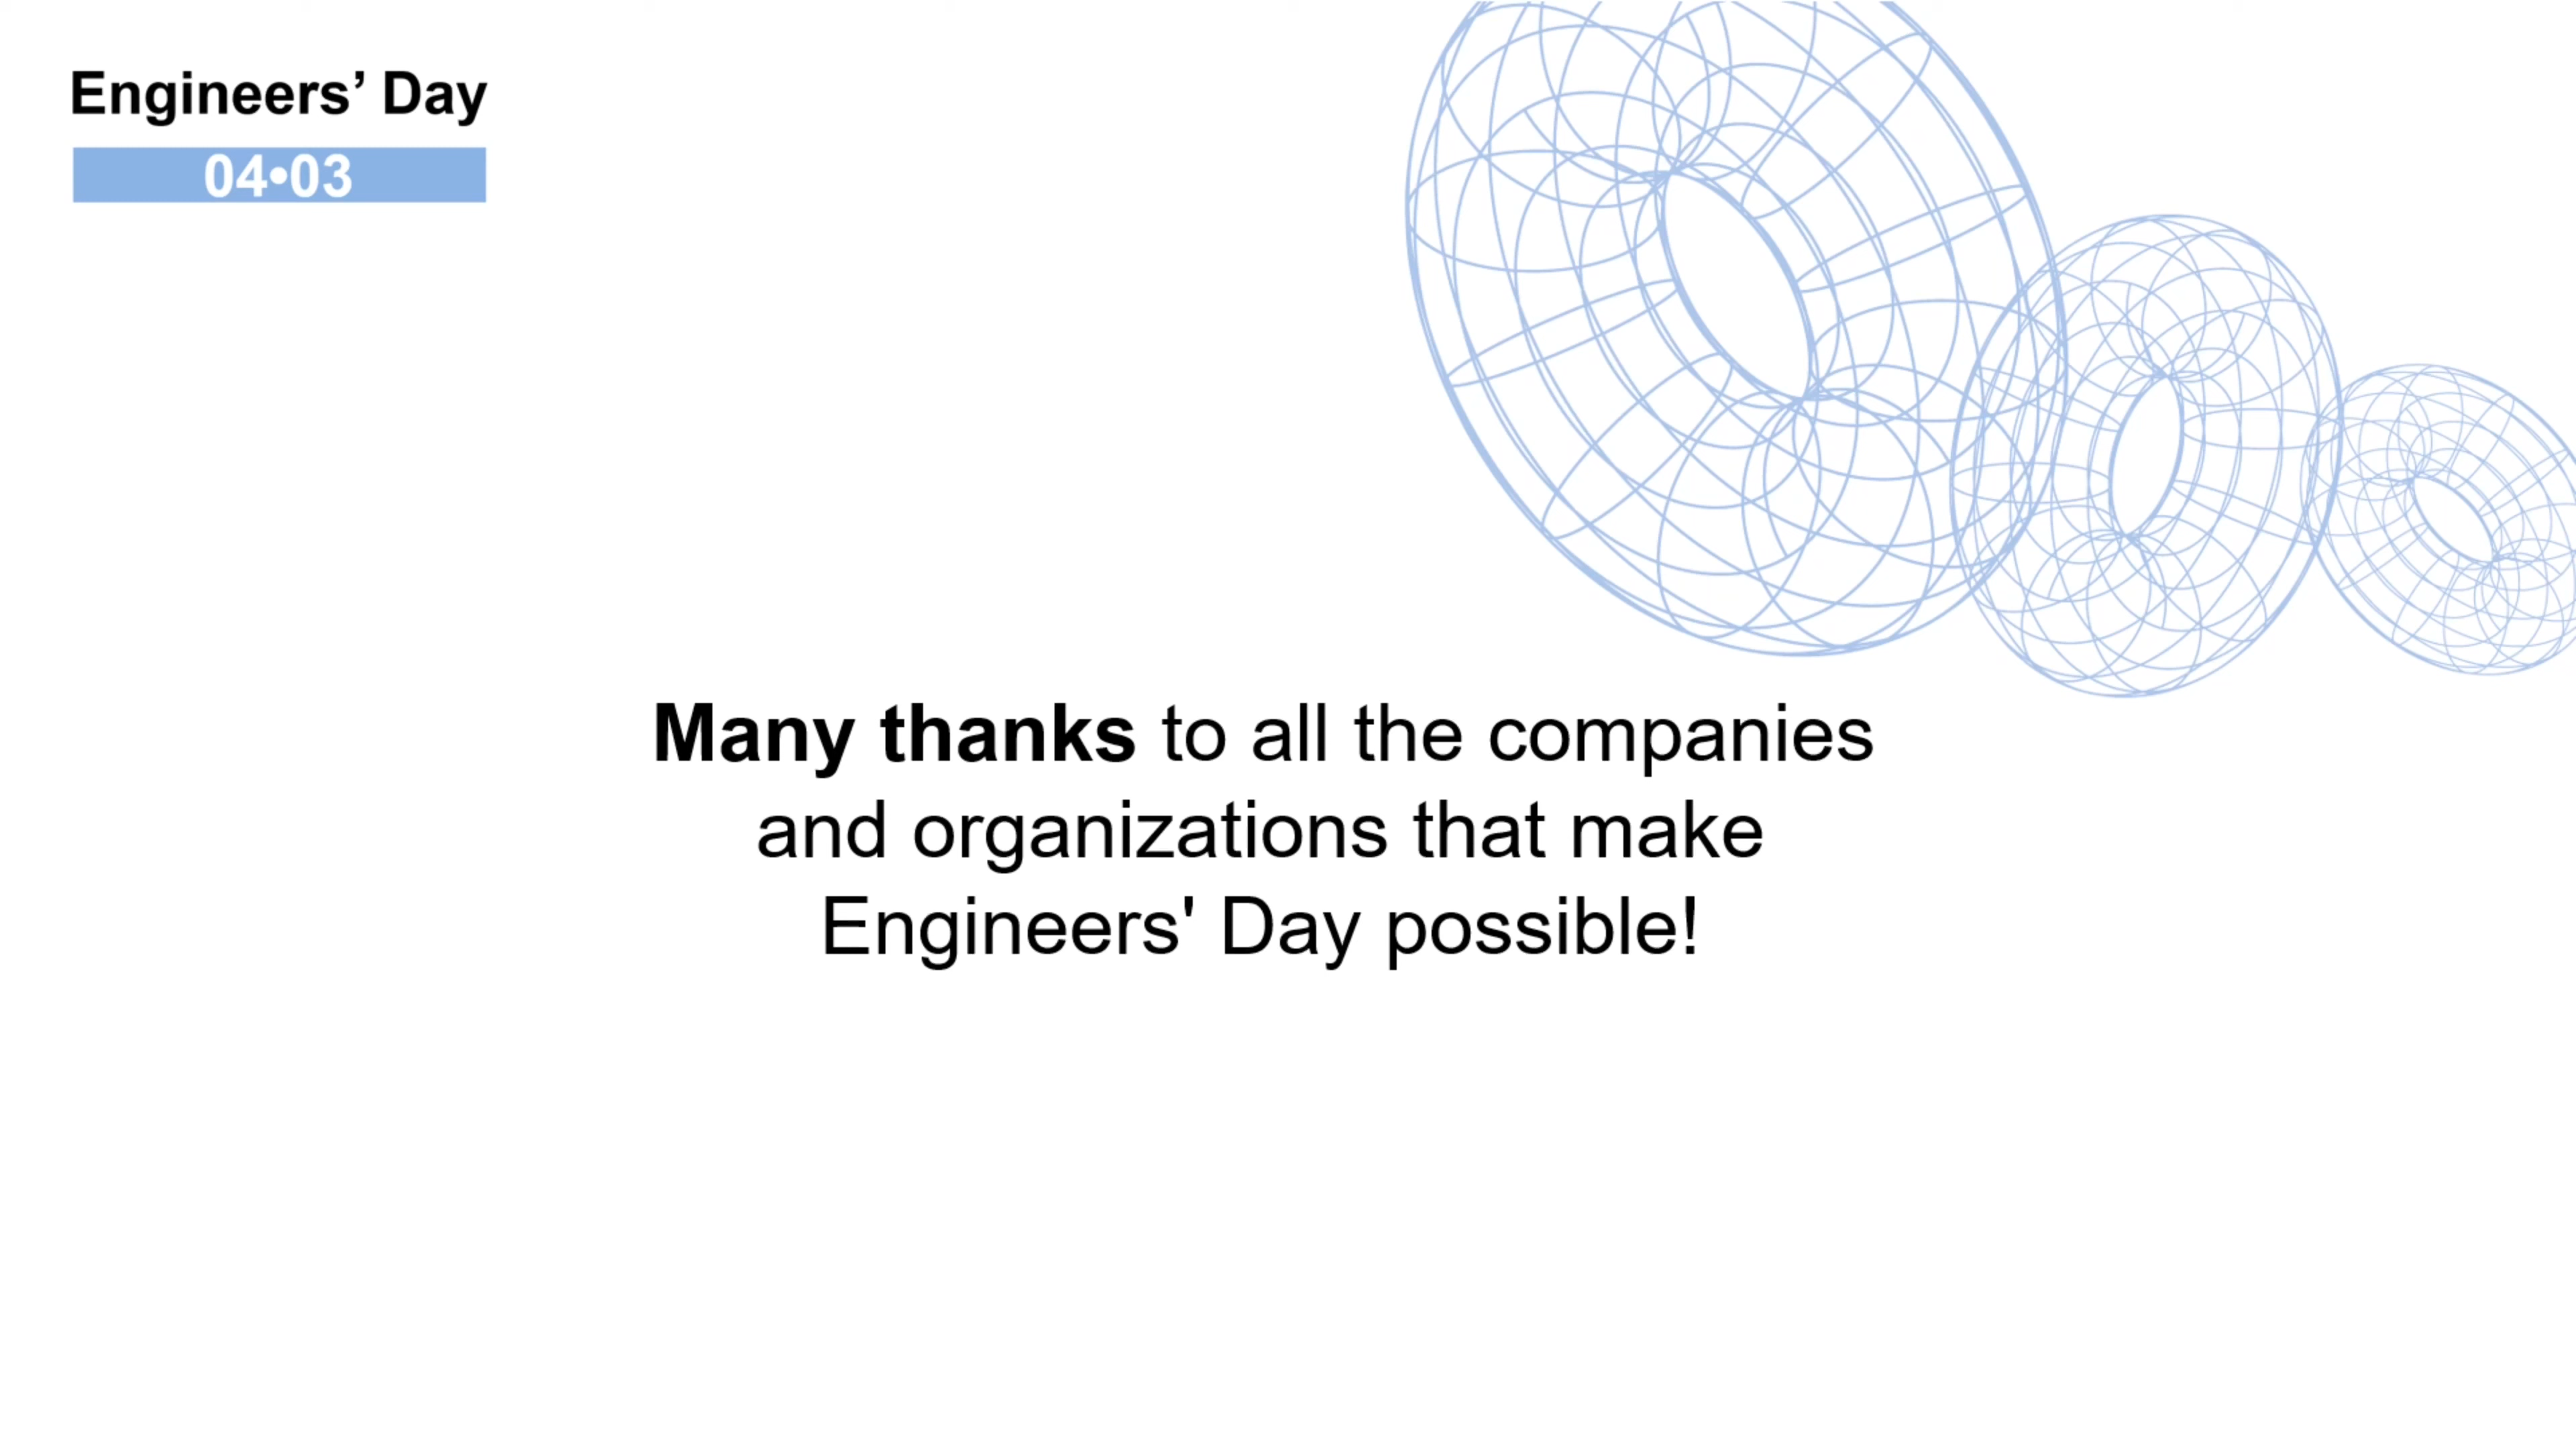 Engineers’ Day
04•03
Many thanks to all the companies
and organizations that make
Engineers' Day possible!